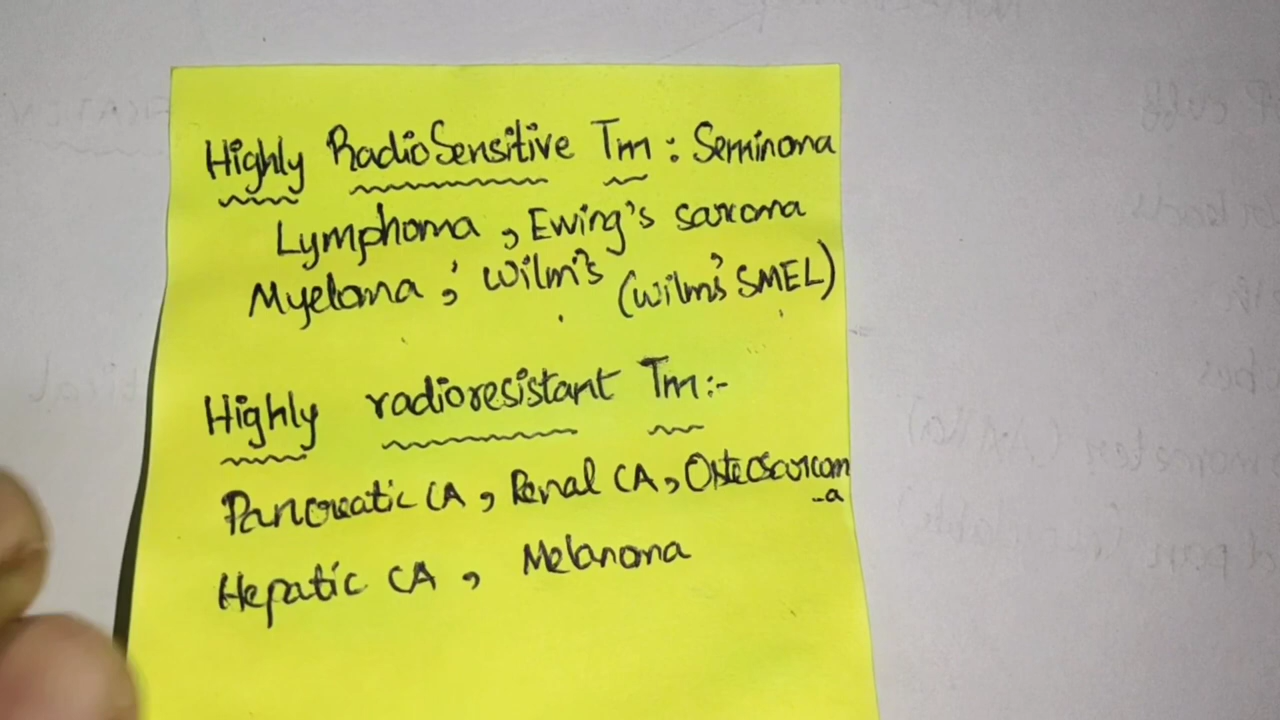 Highly RadioSensitive Tm : Seminoma
Lymphoma , Ewing's sarcoma
Myeloma ; Wilm's (Wilm's SMEL)
Highly radioresistant Tm:-
Pancreatic CA , Renal CA , Osteosarcom
-a
Hepatic CA , Melanoma